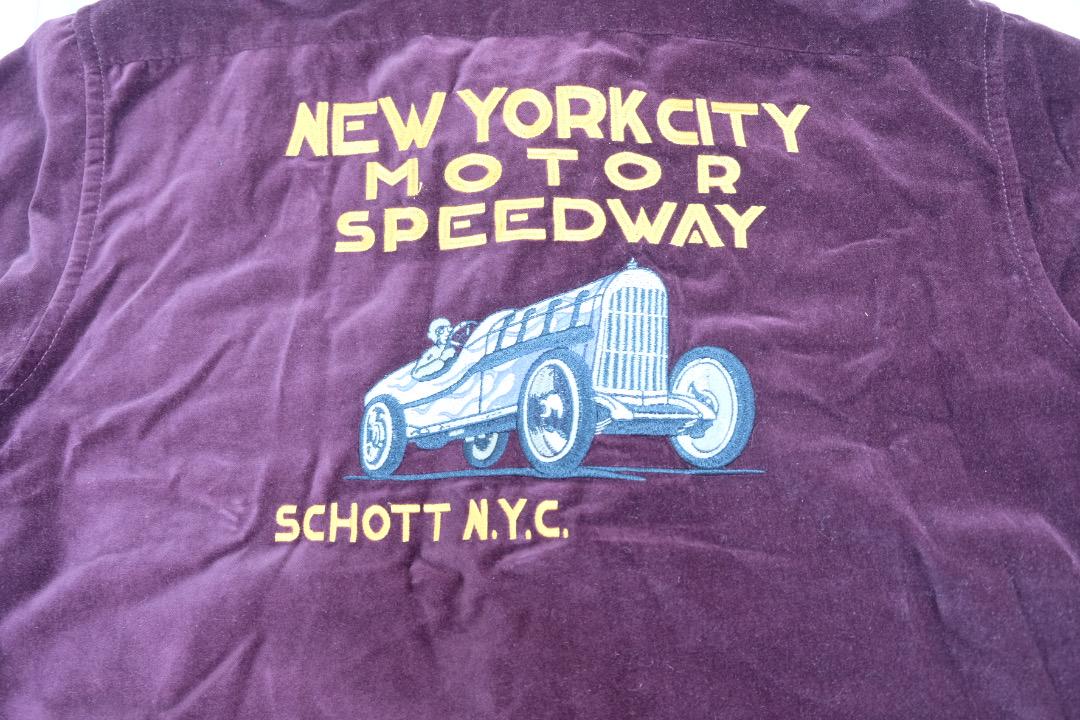 NEW YORK CITY
MOTOR
SPEEDWAY
SCHOTT N.Y.C.